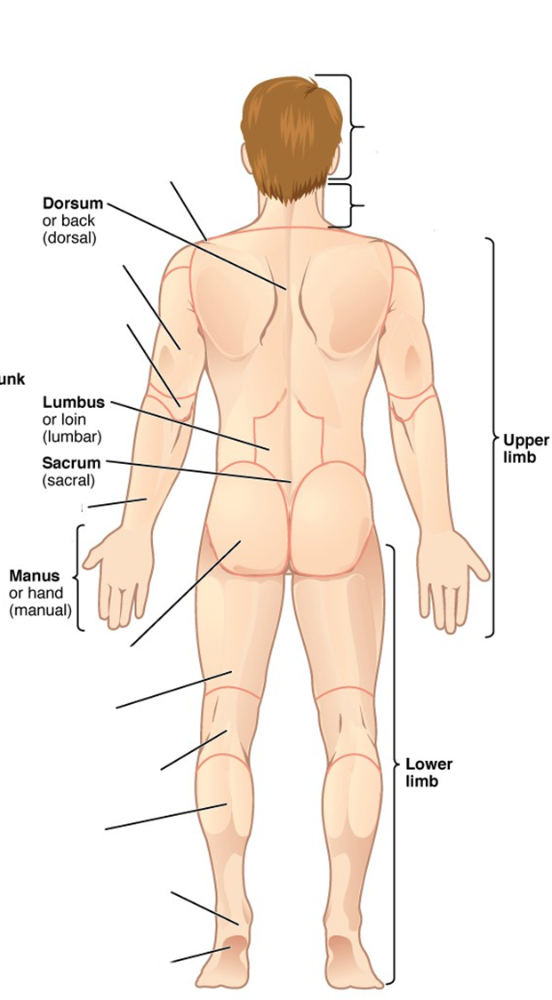 Dorsum
or back
(dorsal)
unk
Lumbus
or loin
(lumbar)
Sacrum
(sacral)
Upper
limb
Manus
or hand
(manual)
Lower
limb